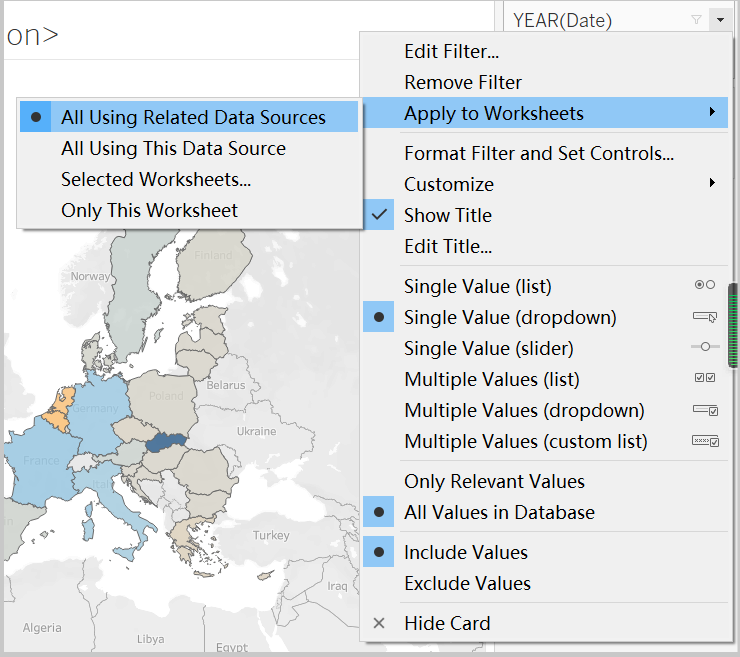 on>
YEAR(Date)
Edit Filter...
Remove Filter
Apply to Worksheets
All Using Related Data Sources
All Using This Data Source
Selected Worksheets...
Only This Worksheet
Format Filter and Set Controls...
Customize
Show Title
Edit Title...
Single Value (list)
Single Value (dropdown)
Single Value (slider)
Multiple Values (list)
Multiple Values (dropdown)
Multiple Values (custom list)
Only Relevant Values
All Values in Database
Include Values
Exclude Values
Hide Card
Finland
Norway
Belarus
Poland
Germany
Ukraine
France
Turkey
Iraq
Algeria
Libya
Egypt